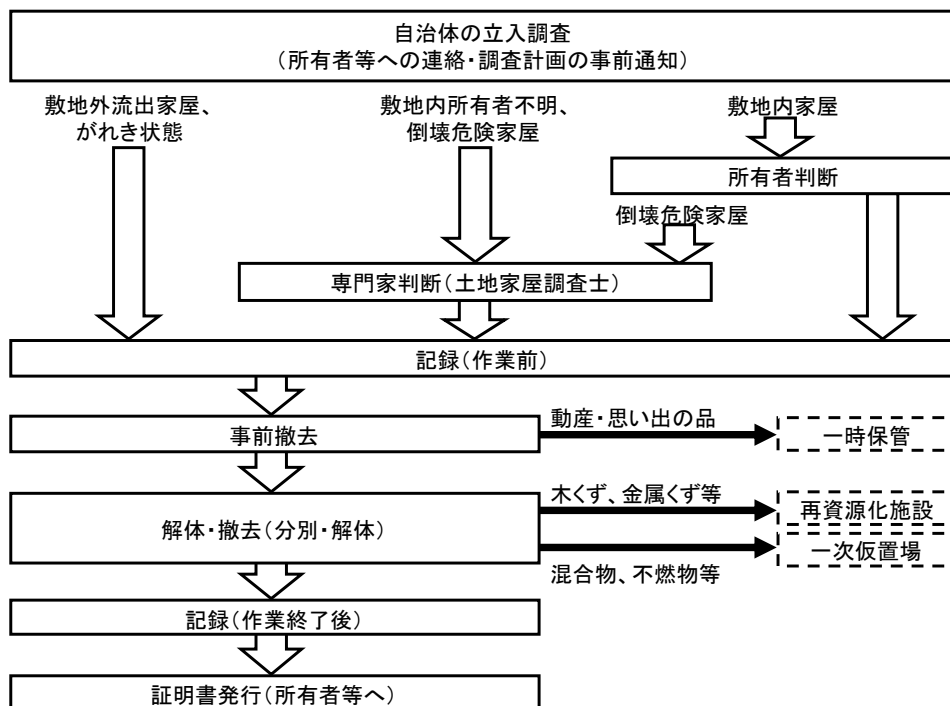 自治体の立入調査
（所有者等への連絡・調査計画の事前通知）
敷地外流出家屋、
がれき状態
敷地内所有者不明、
倒壊危険家屋
敷地内家屋
所有者判断
倒壊危険家屋
専門家判断（土地家屋調査士）
記録（作業前）
事前撤去
動産・思い出の品
一時保管
解体・撤去（分別・解体）
木くず、金属くず等
再資源化施設
一次仮置場
混合物、不燃物等
記録（作業終了後）
証明書発行（所有者等へ）